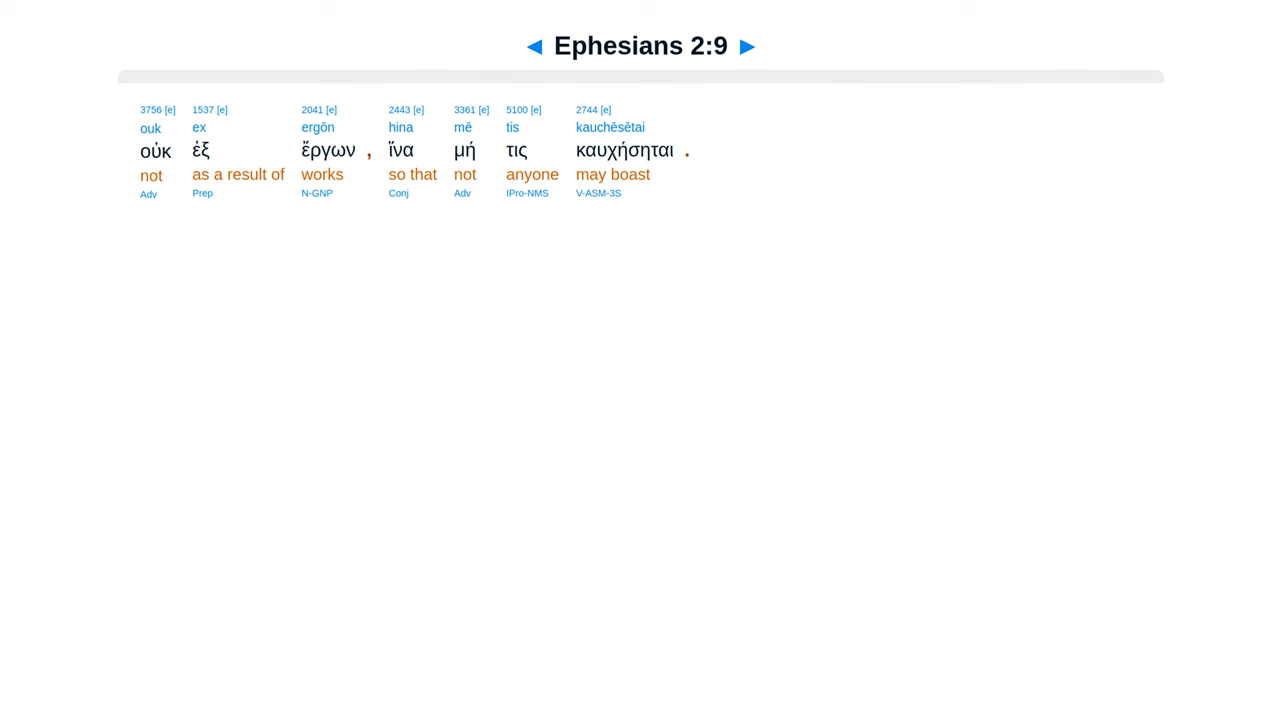 ◄ Ephesians 2:9 ►
3756 [e] 1537 [e] 2041 [e] 2443 [e] 3361 [e] 5100 [e] 2744 [e]
ouk ex ergōn hina mē tis kauchēsētai
οὐκ ἐξ ἔργων , ἵνα μή τις καυχήσηται .
not as a result of works so that not anyone may boast
Adv Prep N-GNP Conj Adv IPro-NMS V-ASM-3S